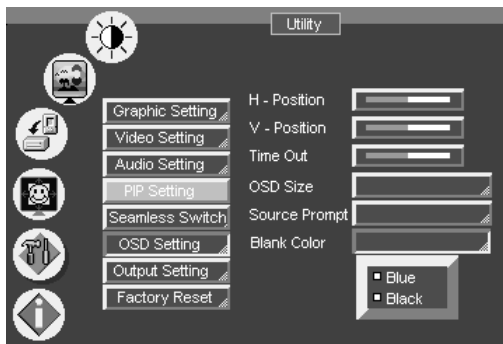 Utility
Graphic Setting
Video Setting
Audio Setting
PIP Setting
Seamless Switch
OSD Setting
Output Setting
Factory Reset
H - Position
V - Position
Time Out
OSD Size
Source Prompt
Blank Color
Blue
Black